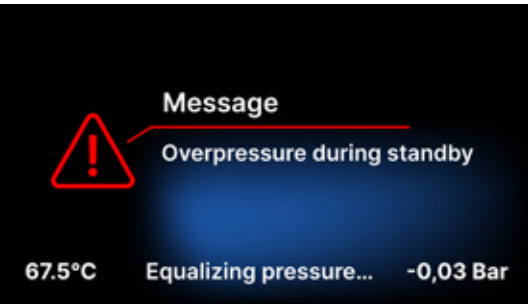 Message
Overpressure during standby
67.5°C Equalizing pressure... -0,03 Bar